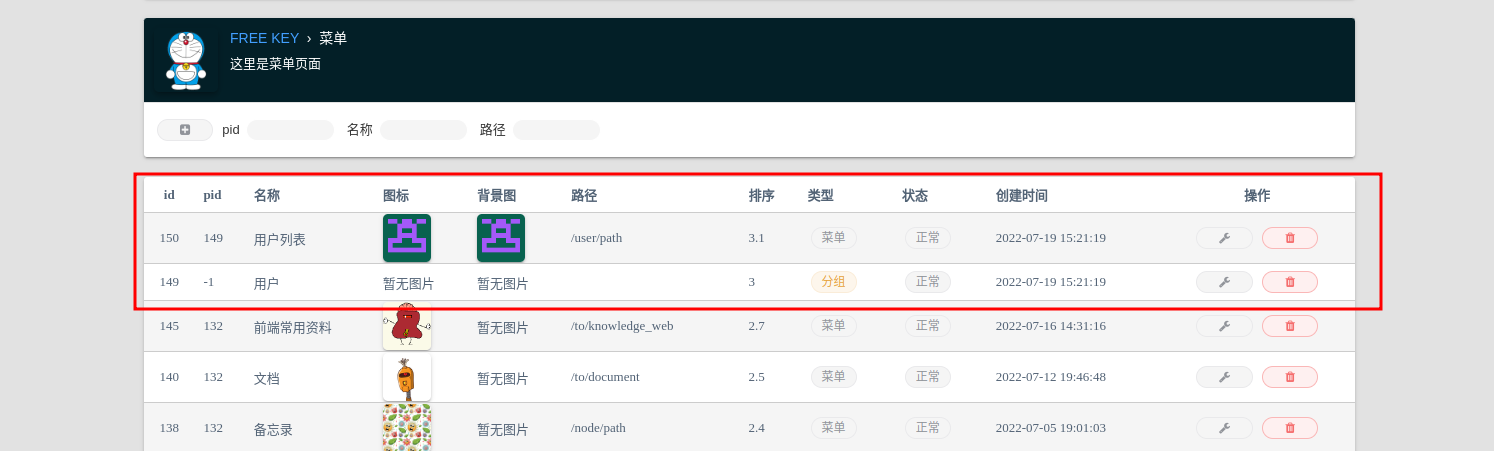 FREE KEY › 菜单
这里是菜单页面
pid 名称 路径
id pid 名称 图标 背景图 路径 排序 类型 状态 创建时间 操作
150 149 用户列表 /user/path 3.1 菜单 正常 2022-07-19 15:21:19
149 -1 用户 暂无图片 暂无图片 3 分组 正常 2022-07-19 15:21:19
145 132 前端常用资料 暂无图片 /to/knowledge_web 2.7 菜单 正常 2022-07-16 14:31:16
140 132 文档 暂无图片 /to/document 2.5 菜单 正常 2022-07-12 19:46:48
138 132 备忘录 暂无图片 /node/path 2.4 菜单 正常 2022-07-05 19:01:03